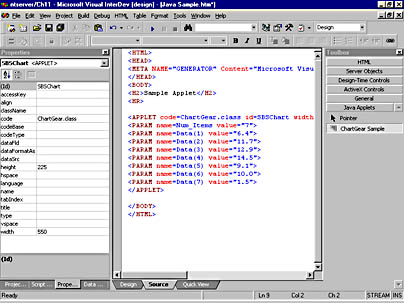 ntserver/Ch11 - Microsoft Visual InterDev [design] - [Java Sample.htm*]
File Edit View Project Build Debug Tools Window Help
Design
Properties
SBSChart <APPLET>
(Id) SBSChart
accessKey
align
className
code ChartGear.class
codeBase
codeType
dataFld
dataFormatAs
dataSrc
height 225
hspace
language
name
tabIndex
title
type
vspace
width 550
(Id)
Projec... Script ... Prope... Data ...
<HTML>
<HEAD>
<META NAME="GENERATOR" Content="Microsoft Visu
</HEAD>
<BODY>
<H2>Sample Applet</H2>
<HR>
<APPLET code=ChartGear.class id=SBSChart width
<PARAM name=Num_Items value="7">
<PARAM name=Data(1) value="6.4">
<PARAM name=Data(2) value="11.7">
<PARAM name=Data(3) value="12.9">
<PARAM name=Data(4) value="14.5">
<PARAM name=Data(5) value="9.1">
<PARAM name=Data(6) value="10.0">
<PARAM name=Data(7) value="1.5">
</APPLET>
</BODY>
</HTML>
Design Source Quick View
Toolbox
HTML
Server Objects
Design-Time Controls
ActiveX Controls
General
Java Applets
Pointer
ChartGear Sample
Ready Ln 9 Col 2 Ch 2 STREAM INS